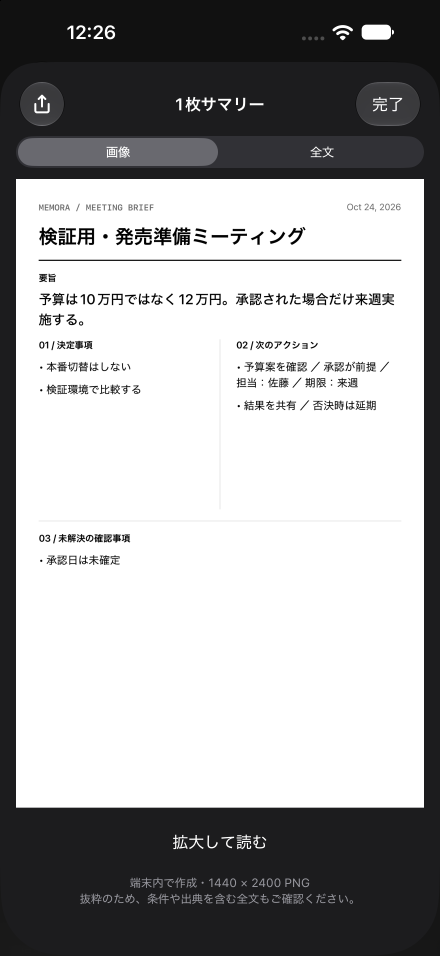 12:26
1枚サマリー
完了
画像
全文
MEMORA / MEETING BRIEF
Oct 24, 2026
検証用・発売準備ミーティング
要旨
予算は10万円ではなく12万円。承認された場合だけ来週実
施する。
01 / 決定事項
・本番切替はしない
・検証環境で比較する
02 / 次のアクション
・予算案を確認 ／ 承認が前提 ／
担当：佐藤 ／ 期限：来週
・結果を共有 ／ 否決時は延期
03 / 未解決の確認事項
・承認日は未確定
拡大して読む
端末内で作成・1440 × 2400 PNG
抜粋のため、条件や出典を含む全文もご確認ください。